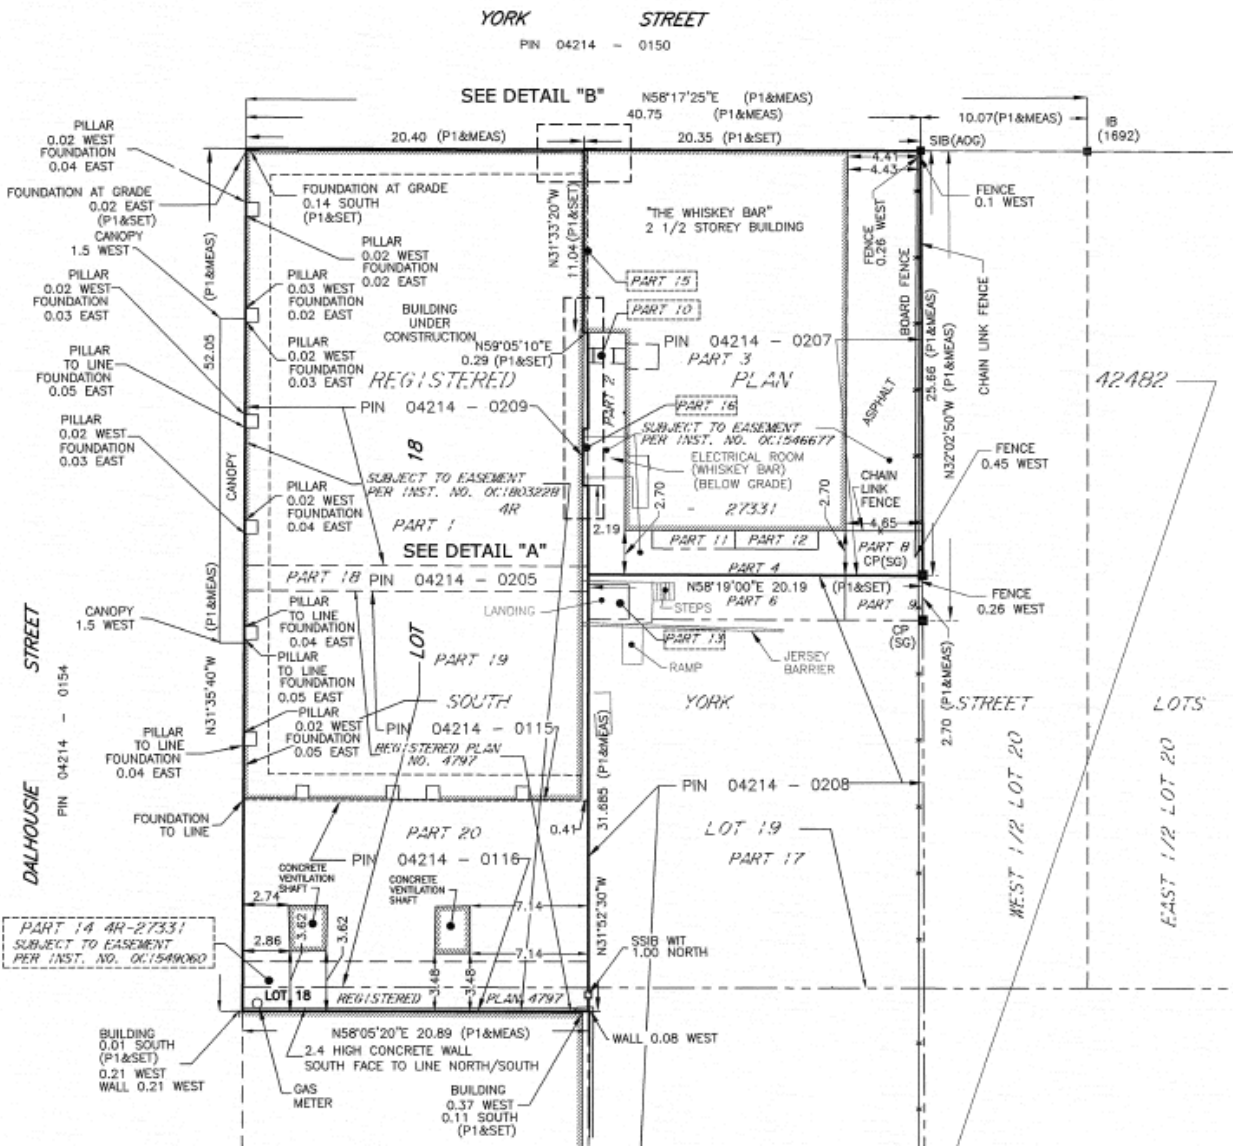 YORK STREET
PIN 04214 - 0150
SEE DETAIL "B"
N58°17'25"E (P1&MEAS)
40.75 (P1&MEAS)
20.40 (P1&MEAS)
20.35 (P1&SET)
10.07(P1&MEAS)
IB
(1692)
SIB(AOG)
PILLAR
0.02 WEST
FOUNDATION
0.04 EAST
FOUNDATION AT GRADE
0.02 EAST
(P1&SET)
CANOPY
1.5 WEST
PILLAR
0.02 WEST
FOUNDATION
0.03 EAST
PILLAR
TO LINE
FOUNDATION
0.05 EAST
PILLAR
0.02 WEST
FOUNDATION
0.03 EAST
CANOPY
1.5 WEST
PILLAR
TO LINE
FOUNDATION
0.04 EAST
FOUNDATION
TO LINE
DALHOUSIE STREET
PIN 04214 - 0154
N31°35'40"W (P1&MEAS)
52.05 (P1&MEAS)
CANOPY
FOUNDATION AT GRADE
0.14 SOUTH
(P1&SET)
PILLAR
0.02 WEST
FOUNDATION
0.02 EAST
PILLAR
0.03 WEST
FOUNDATION
0.02 EAST
PILLAR
0.02 WEST
FOUNDATION
0.03 EAST
BUILDING
UNDER
CONSTRUCTION
N31°33'20"W
11.04(P1&SET)
N59°05'10"E
0.29 (P1&SET)
REGISTERED PLAN 42482
PIN 04214 - 0209
18
SUBJECT TO EASEMENT
PER INST. NO. OC1803228
4R - 27331
PART 1
PILLAR
0.02 WEST
FOUNDATION
0.04 EAST
SEE DETAIL "A"
PART 18 PIN 04214 - 0205
PILLAR
TO LINE
FOUNDATION
0.04 EAST
PILLAR
TO LINE
FOUNDATION
0.05 EAST
LOT
PART 19
SOUTH YORK STREET LOTS
PILLAR
0.02 WEST
FOUNDATION
0.05 EAST
PIN 04214 - 0115
REGISTERED PLAN
NO. 4797
"THE WHISKEY BAR"
2 1/2 STOREY BUILDING
PART 15
PART 10
PIN 04214 - 0207
PART 3
PART 2
PART 16
SUBJECT TO EASEMENT
PER INST. NO. OC1546677
ELECTRICAL ROOM
(WHISKEY BAR)
(BELOW GRADE)
2.19
2.70
2.70
4.41
4.43
FENCE
0.26 WEST
BOARD FENCE
ASPHALT
FENCE
0.1 WEST
CHAIN LINK FENCE
25.66 (P1&MEAS)
N32°02'50"W (P1&MEAS)
CHAIN
LINK
FENCE
4.65
FENCE
0.45 WEST
PART 11
PART 12
PART 8
CP(SG)
PART 4
N58°19'00"E 20.19 (P1&SET)
PART 6
PART 9
FENCE
0.26 WEST
CP
(SG)
2.70 (P1&MEAS)
LANDING
STEPS
PART 13
RAMP
JERSEY
BARRIER
31.685 (P1&MEAS)
N31°52'30"W
PIN 04214 - 0208
LOT 19
PART 17
WEST 1/2 LOT 20
EAST 1/2 LOT 20
0.41
PART 20
PIN 04214 - 0116
CONCRETE
VENTILATION
SHAFT
CONCRETE
VENTILATION
SHAFT
2.74
2.86
3.62
3.62
3.48
3.48
7.14
7.14
PART 14 4R-27331
SUBJECT TO EASEMENT
PER INST. NO. OC1549060
SSIB WIT
1.00 NORTH
LOT 18 REGISTERED PLAN 4797
N58°05'20"E 20.89 (P1&MEAS)
2.4 HIGH CONCRETE WALL
SOUTH FACE TO LINE NORTH/SOUTH
WALL 0.08 WEST
BUILDING
0.01 SOUTH
(P1&SET)
0.21 WEST
WALL 0.21 WEST
GAS
METER
BUILDING
0.37 WEST
0.11 SOUTH
(P1&SET)